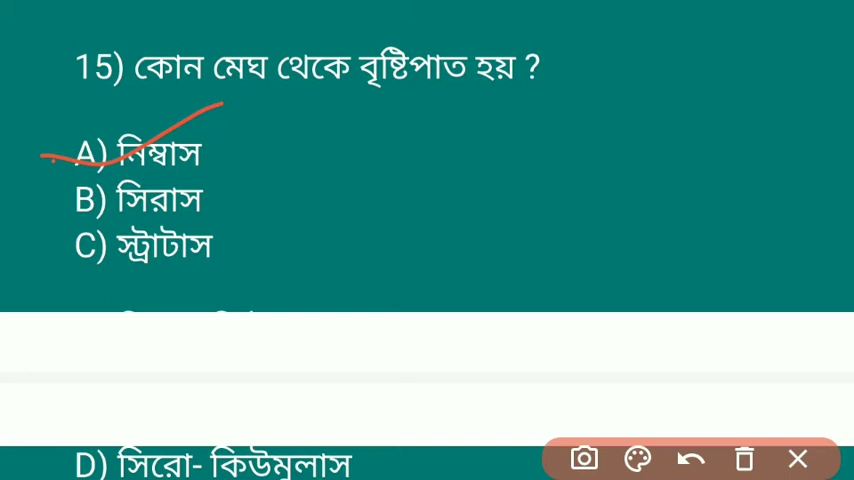 15) কোন মেঘ থেকে বৃষ্টিপাত হয় ?
A) নিম্বাস
B) সিরাস
C) স্ট্রাটাস
D) সিরো- কিউমুলাস